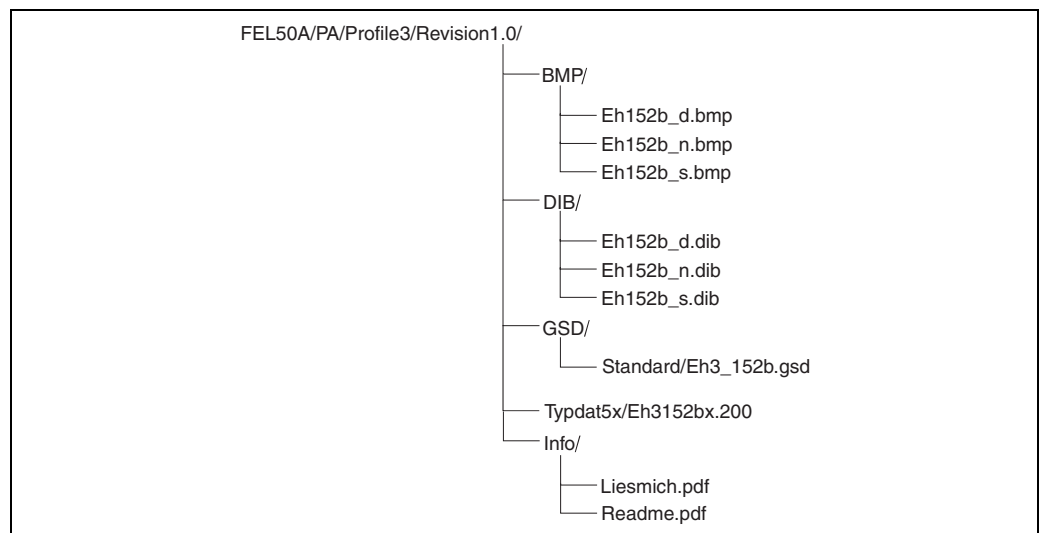 FEL50A/PA/Profile3/Revision1.0/
BMP/
Eh152b_d.bmp
Eh152b_n.bmp
Eh152b_s.bmp
DIB/
Eh152b_d.dib
Eh152b_n.dib
Eh152b_s.dib
GSD/
Standard/Eh3_152b.gsd
Typdat5x/Eh3152bx.200
Info/
Liesmich.pdf
Readme.pdf